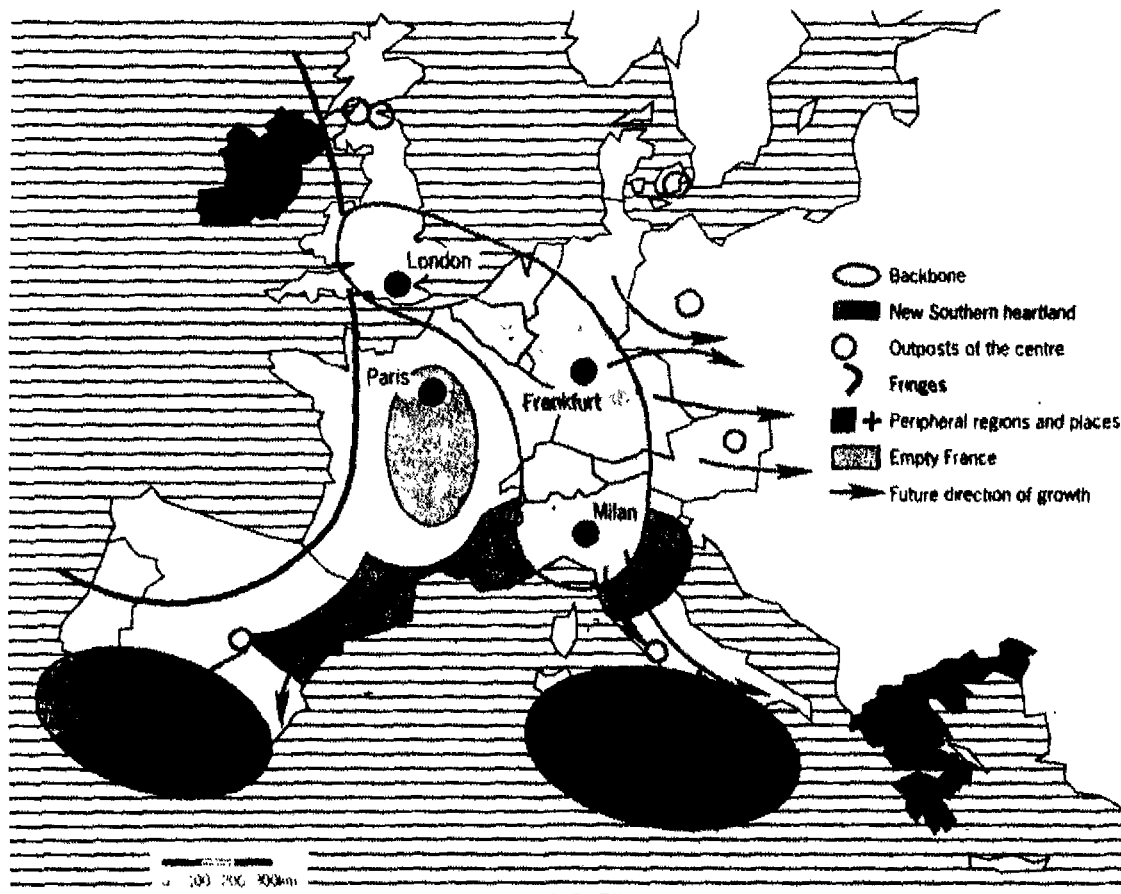 London
Paris
Frankfurt
Milan
Backbone
New Southern heartland
Outposts of the centre
Fringes
Peripheral regions and places
Empty France
Future direction of growth
100 200 300km